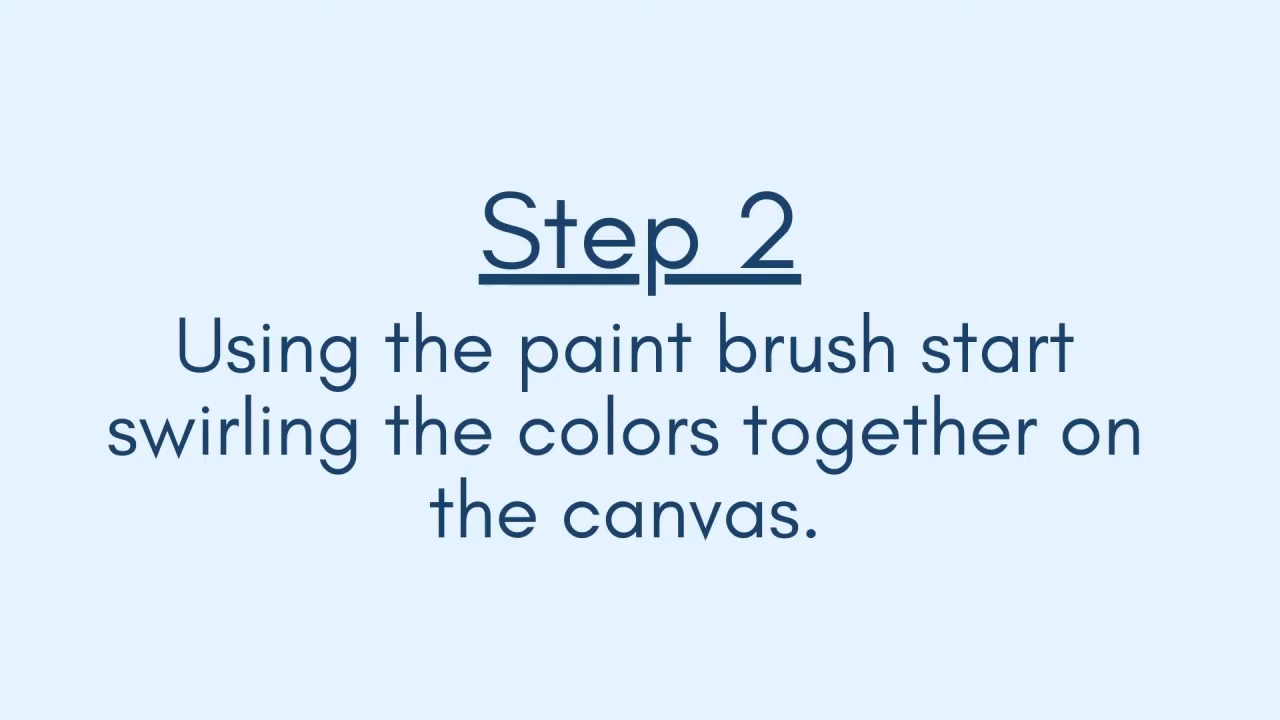 Step 2
Using the paint brush start
swirling the colors together on
the canvas.